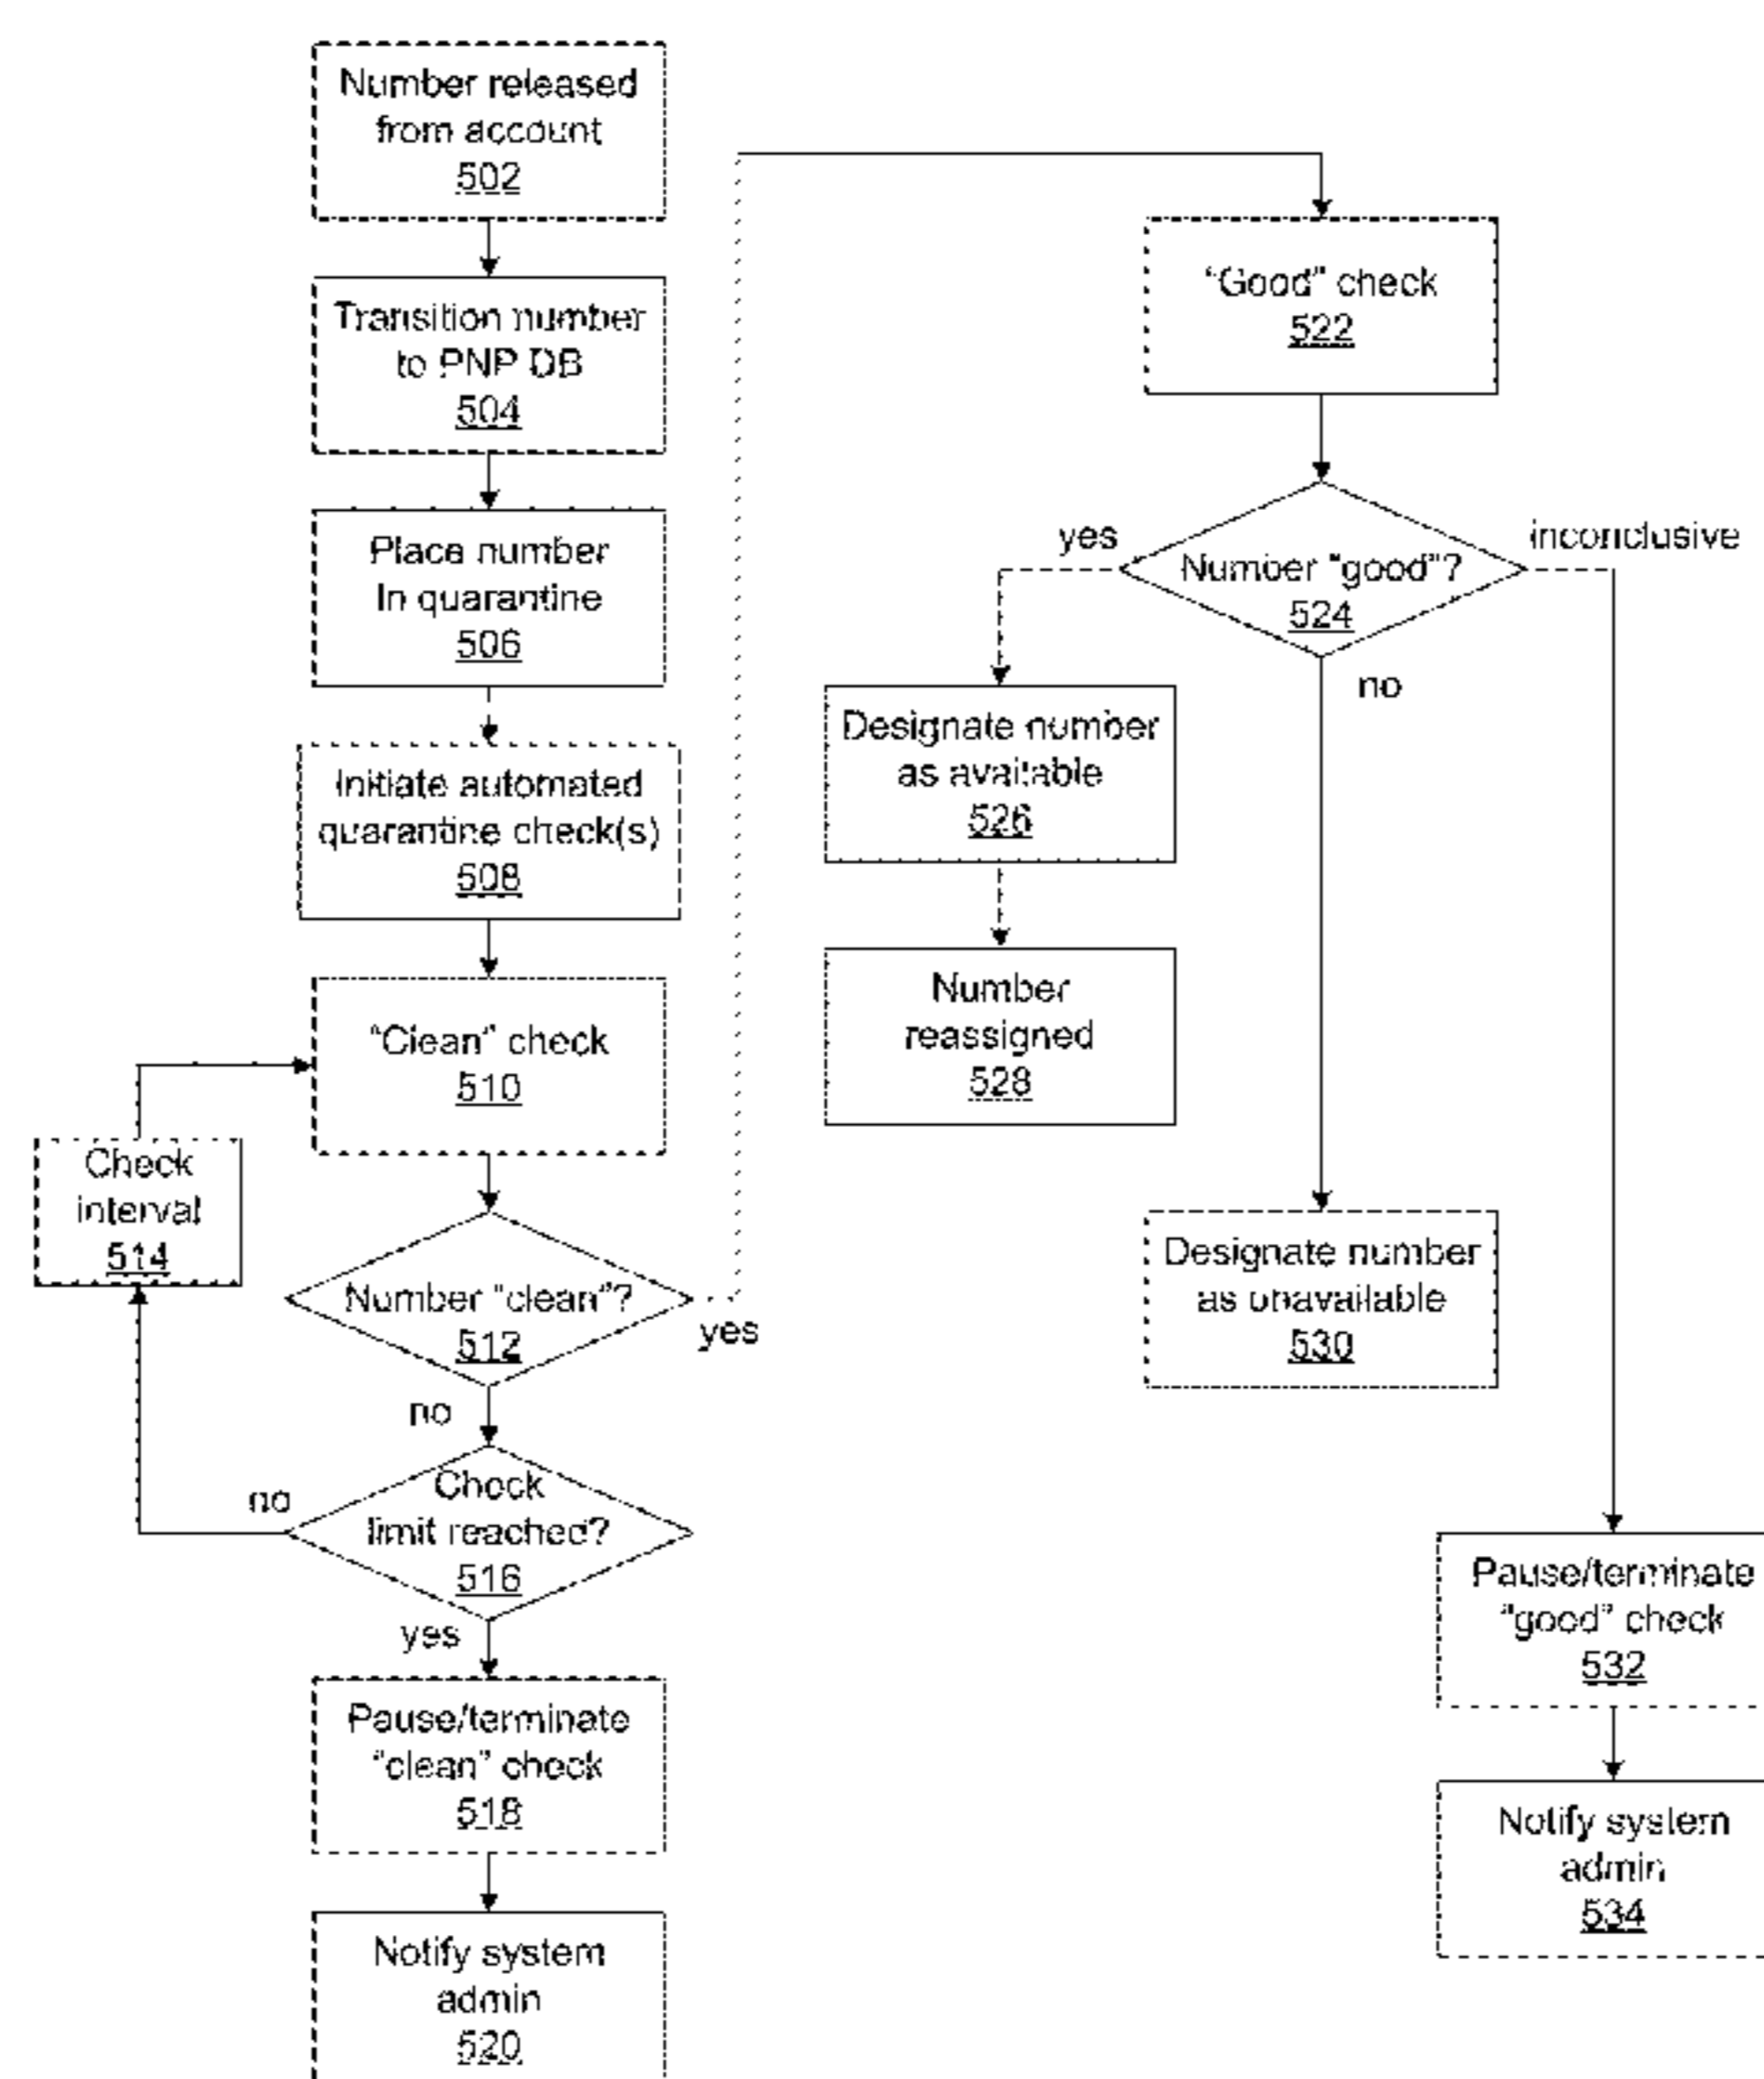 Number released
from account
502
Transition number
to PNP DB
504
Place number
In quarantine
506
Initiate automated
quarantine check(s)
508
"Clean" check
510
Check
interval
514
Number "clean"?
512
yes
no
Check
limit reached?
516
no
yes
Pause/terminate
"clean" check
518
Notify system
admin
520
"Good" check
522
yes
inconclusive
Number "good"?
524
no
Designate number
as available
526
Number
reassigned
528
Designate number
as unavailable
530
Pause/terminate
"good" check
532
Notify system
admin
534